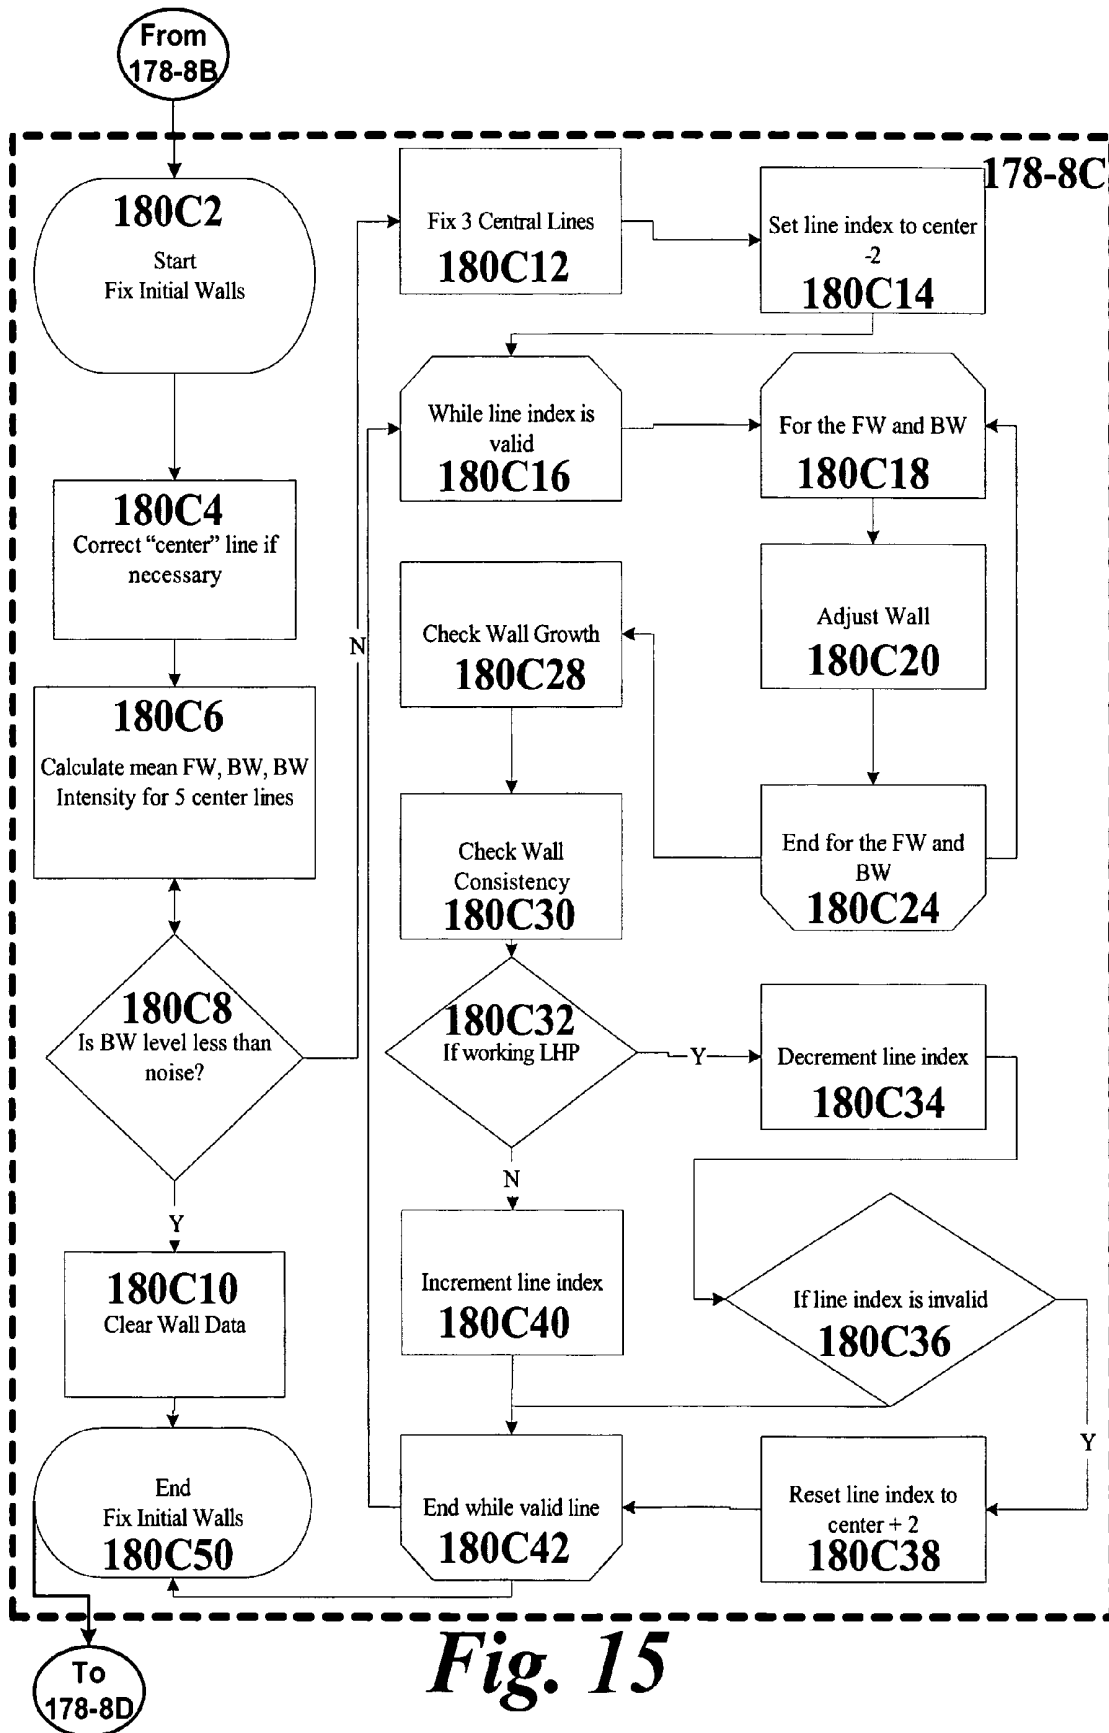 From
178-8B
178-8C
180C2
Start
Fix Initial Walls
180C4
Correct “center” line if
necessary
180C6
Calculate mean FW, BW, BW
Intensity for 5 center lines
180C8
Is BW level less than
noise?
N
Y
180C10
Clear Wall Data
End
Fix Initial Walls
180C50
Fix 3 Central Lines
180C12
Set line index to center
-2
180C14
While line index is
valid
180C16
For the FW and BW
180C18
Adjust Wall
180C20
End for the FW and
BW
180C24
Check Wall Growth
180C28
Check Wall
Consistency
180C30
180C32
If working LHP
Y
Decrement line index
180C34
N
Increment line index
180C40
If line index is invalid
180C36
Y
Reset line index to
center + 2
180C38
End while valid line
180C42
To
178-8D
Fig. 15